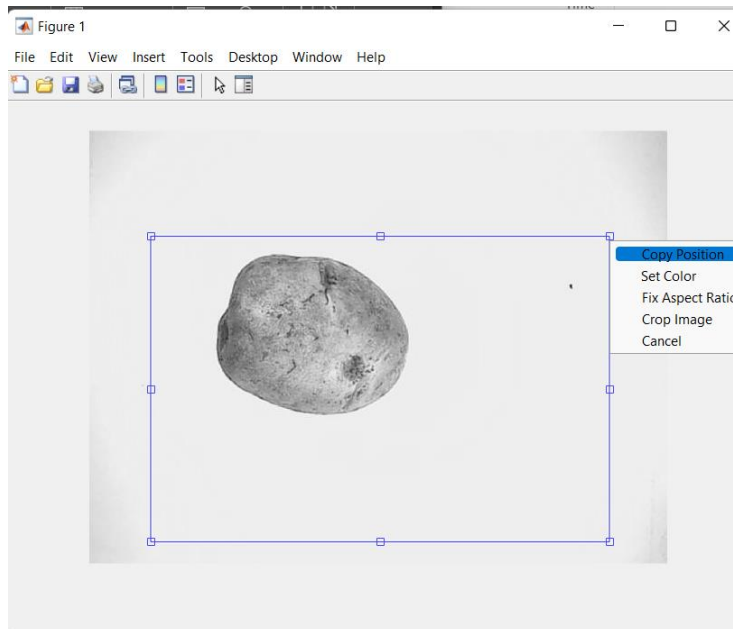 Figure 1
File Edit View Insert Tools Desktop Window Help
Copy Position
Set Color
Fix Aspect Ratio
Crop Image
Cancel